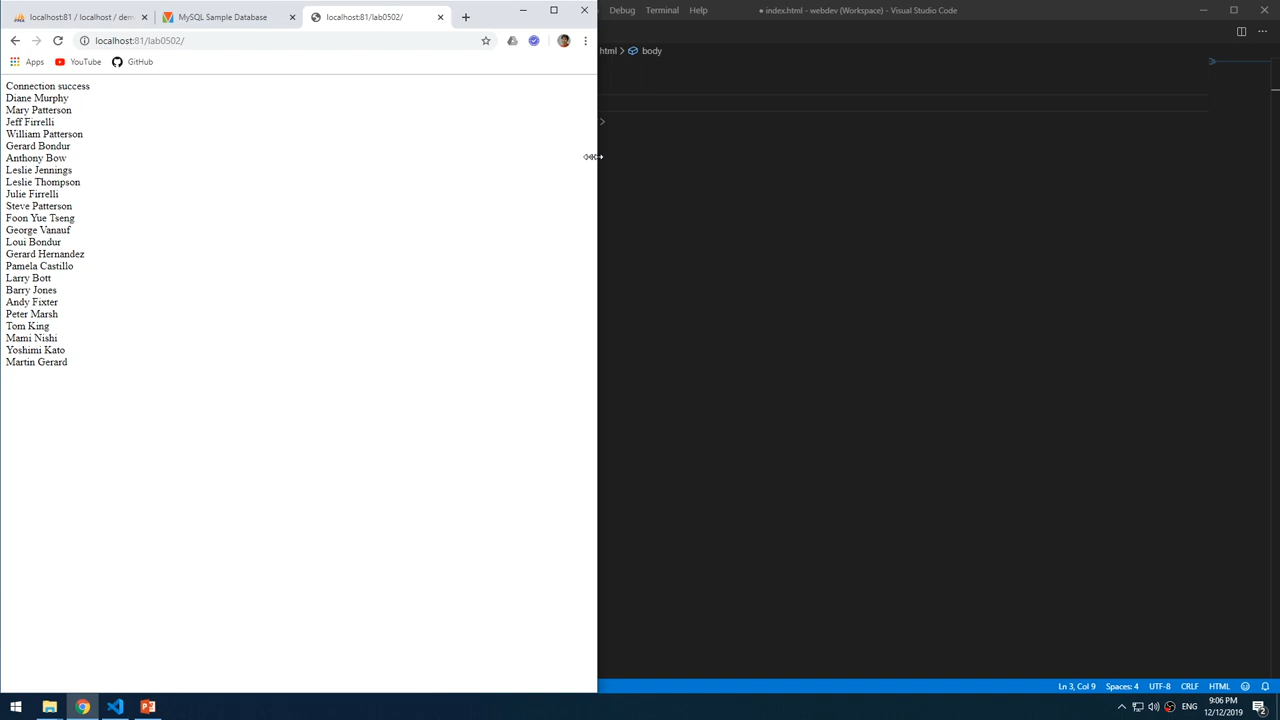 localhost:81 / localhost / dem
MySQL Sample Database
localhost:81/lab0502/
Debug Terminal Help
● index.html - webdev (Workspace) - Visual Studio Code
localhost:81/lab0502/
html > body
Apps YouTube GitHub
Connection success
Diane Murphy
Mary Patterson
Jeff Firrelli
William Patterson
Gerard Bondur
Anthony Bow
Leslie Jennings
Leslie Thompson
Julie Firrelli
Steve Patterson
Foon Yue Tseng
George Vanauf
Loui Bondur
Gerard Hernandez
Pamela Castillo
Larry Bott
Barry Jones
Andy Fixter
Peter Marsh
Tom King
Mami Nishi
Yoshimi Kato
Martin Gerard
>
Ln 3, Col 9 Spaces: 4 UTF-8 CRLF HTML
ENG
9:06 PM
12/12/2019
2